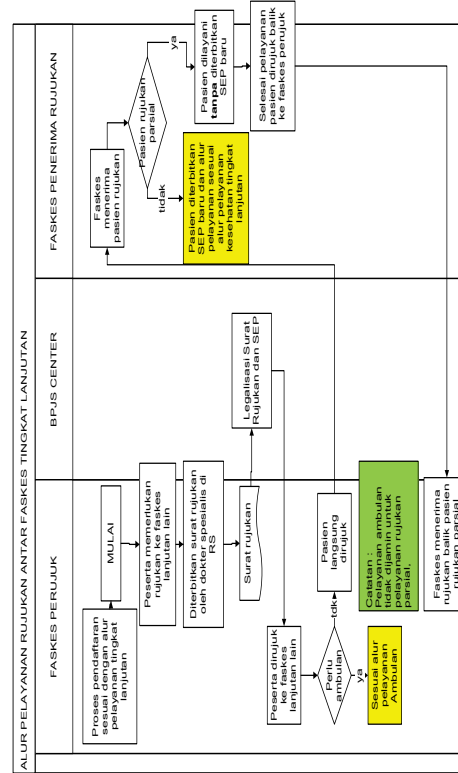 ALUR PELAYANAN RUJUKAN ANTAR FASKES TINGKAT LANJUTAN
FASKES PERUJUK
BPJS CENTER
FASKES PENERIMA RUJUKAN
Proses pendaftaran
sesuai dengan alur
pelayanan tingkat
lanjutan
MULAI
Peserta memerlukan
rujukan ke faskes
lanjutan lain
Diterbitkan surat rujukan
oleh dokter spesialis di
RS
Surat rujukan
Legalisasi Surat
Rujukan dan SEP
Peserta dirujuk
ke faskes
lanjutan lain
Perlu
ambulan
tdk
ya
Pasien
langsung
dirujuk
Sesuai alur
pelayanan
Ambulan
Catatan :
Pelayanan ambulan
tidak dijamin untuk
pelayanan rujukan
parsial,
Faskes
menerima
pasien rujukan
Pasien rujukan
parsial
tidak
ya
Pasien diterbitkan
SEP baru dan alur
pelayanan sesuai
alur pelayanan
kesehatan tingkat
lanjutan
Pasien dilayani
tanpa diterbitkan
SEP baru
Selesai pelayanan
pasien dirujuk balik
ke faskes perujuk
Faskes menerima
rujukan balik pasien
rujukan parsial